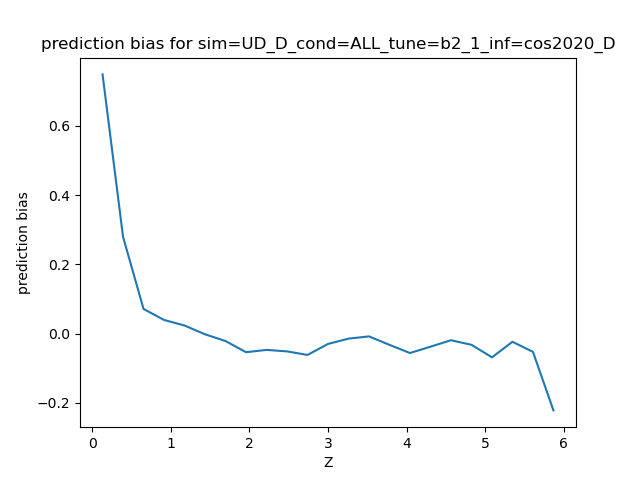 prediction bias for sim=UD_D_cond=ALL_tune=b2_1_inf=cos2020_D
prediction bias
0.6
0.4
0.2
0.0
−0.2
0 1 2 3 4 5 6
Z